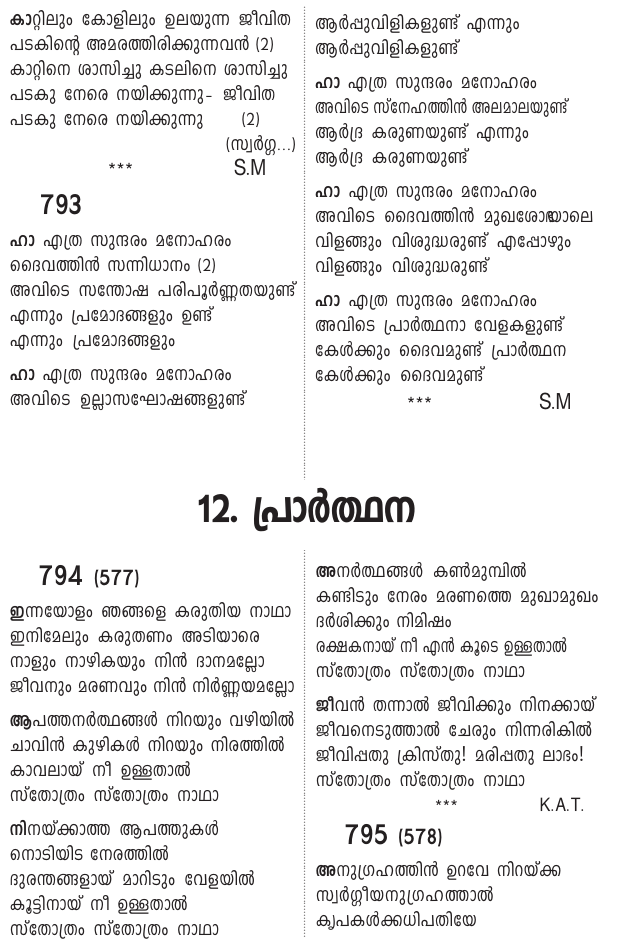 കാറ്റിലും കോളിലും ഉലയുന്ന ജീവിത
പടകിന്റെ അമരത്തിരിക്കുന്നവൻ (2)
കാറ്റിനെ ശാസിച്ചു കടലിനെ ശാസിച്ചു
പടകു നേരെ നയിക്കുന്നു- ജീവിത
പടകു നേരെ നയിക്കുന്നു (2)
(സ്വർഗ്ഗ...)
*** S.M
793
ഹാ എത്ര സുന്ദരം മനോഹരം
ദൈവത്തിൻ സന്നിധാനം (2)
അവിടെ സന്തോഷ പരിപൂർണ്ണതയുണ്ട്
എന്നും പ്രമോദങ്ങളും ഉണ്ട്
എന്നും പ്രമോദങ്ങളും
ഹാ എത്ര സുന്ദരം മനോഹരം
അവിടെ ഉല്ലാസഘോഷങ്ങളുണ്ട്
ആർപ്പുവിളികളുണ്ട് എന്നും
ആർപ്പുവിളികളുണ്ട്
ഹാ എത്ര സുന്ദരം മനോഹരം
അവിടെ സ്നേഹത്തിൻ അലമാലയുണ്ട്
ആർദ്ര കരുണയുണ്ട് എന്നും
ആർദ്ര കരുണയുണ്ട്
ഹാ എത്ര സുന്ദരം മനോഹരം
അവിടെ ദൈവത്തിൻ മുഖശോഭയാലെ
വിളങ്ങും വിശുദ്ധരുണ്ട് എപ്പോഴും
വിളങ്ങും വിശുദ്ധരുണ്ട്
ഹാ എത്ര സുന്ദരം മനോഹരം
അവിടെ പ്രാർത്ഥനാ വേളകളുണ്ട്
കേൾക്കും ദൈവമുണ്ട് പ്രാർത്ഥന
കേൾക്കും ദൈവമുണ്ട്
*** S.M
12. പ്രാർത്ഥന
794 (577)
ഇന്നയോളം ഞങ്ങളെ കരുതിയ നാഥാ
ഇനിമേലും കരുതണം അടിയാരെ
നാളും നാഴികയും നിൻ ദാനമല്ലോ
ജീവനും മരണവും നിൻ നിർണ്ണയമല്ലോ
ആപത്തനർത്ഥങ്ങൾ നിറയും വഴിയിൽ
ചാവിൻ കുഴികൾ നിറയും നിരത്തിൽ
കാവലായ് നീ ഉള്ളതാൽ
സ്തോത്രം സ്തോത്രം നാഥാ
നിനയ്ക്കാത്ത ആപത്തുകൾ
നൊടിയിട നേരത്തിൽ
ദുരന്തങ്ങളായ് മാറിടും വേളയിൽ
കൂട്ടിനായ് നീ ഉള്ളതാൽ
സ്തോത്രം സ്തോത്രം നാഥാ
അനർത്ഥങ്ങൾ കൺമുമ്പിൽ
കണ്ടിടും നേരം മരണത്തെ മുഖാമുഖം
ദർശിക്കും നിമിഷം
രക്ഷകനായ് നീ എൻ കൂടെ ഉള്ളതാൽ
സ്തോത്രം സ്തോത്രം നാഥാ
ജീവൻ തന്നാൽ ജീവിക്കും നിനക്കായ്
ജീവനെടുത്താൽ ചേരും നിന്നരികിൽ
ജീവിപ്പതു ക്രിസ്തു! മരിപ്പതു ലാഭം!
സ്തോത്രം സ്തോത്രം നാഥാ
*** K.A.T.
795 (578)
അനുഗ്രഹത്തിൻ ഉറവേ നിറയ്ക്ക
സ്വർഗ്ഗീയനുഗ്രഹത്താൽ
കൃപകൾക്കധിപതിയേ